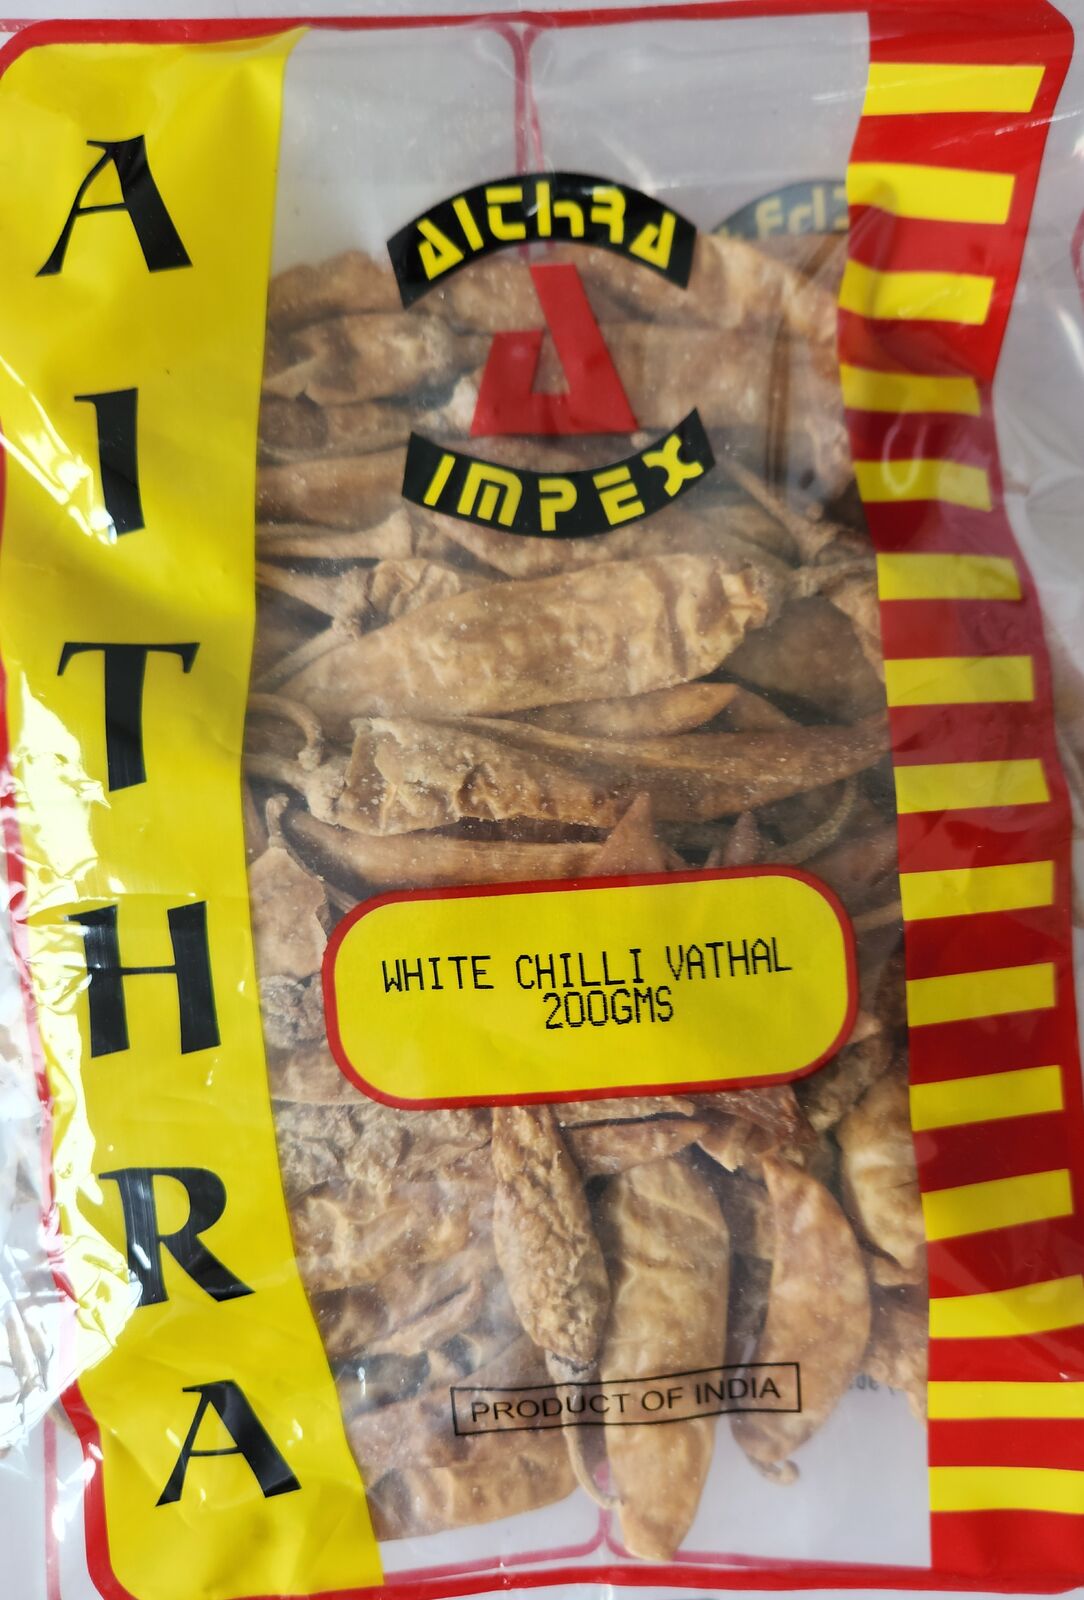 AITHRA
AITHRA
IMPEX
WHITE CHILLI VATHAL
200GMS
PRODUCT OF INDIA